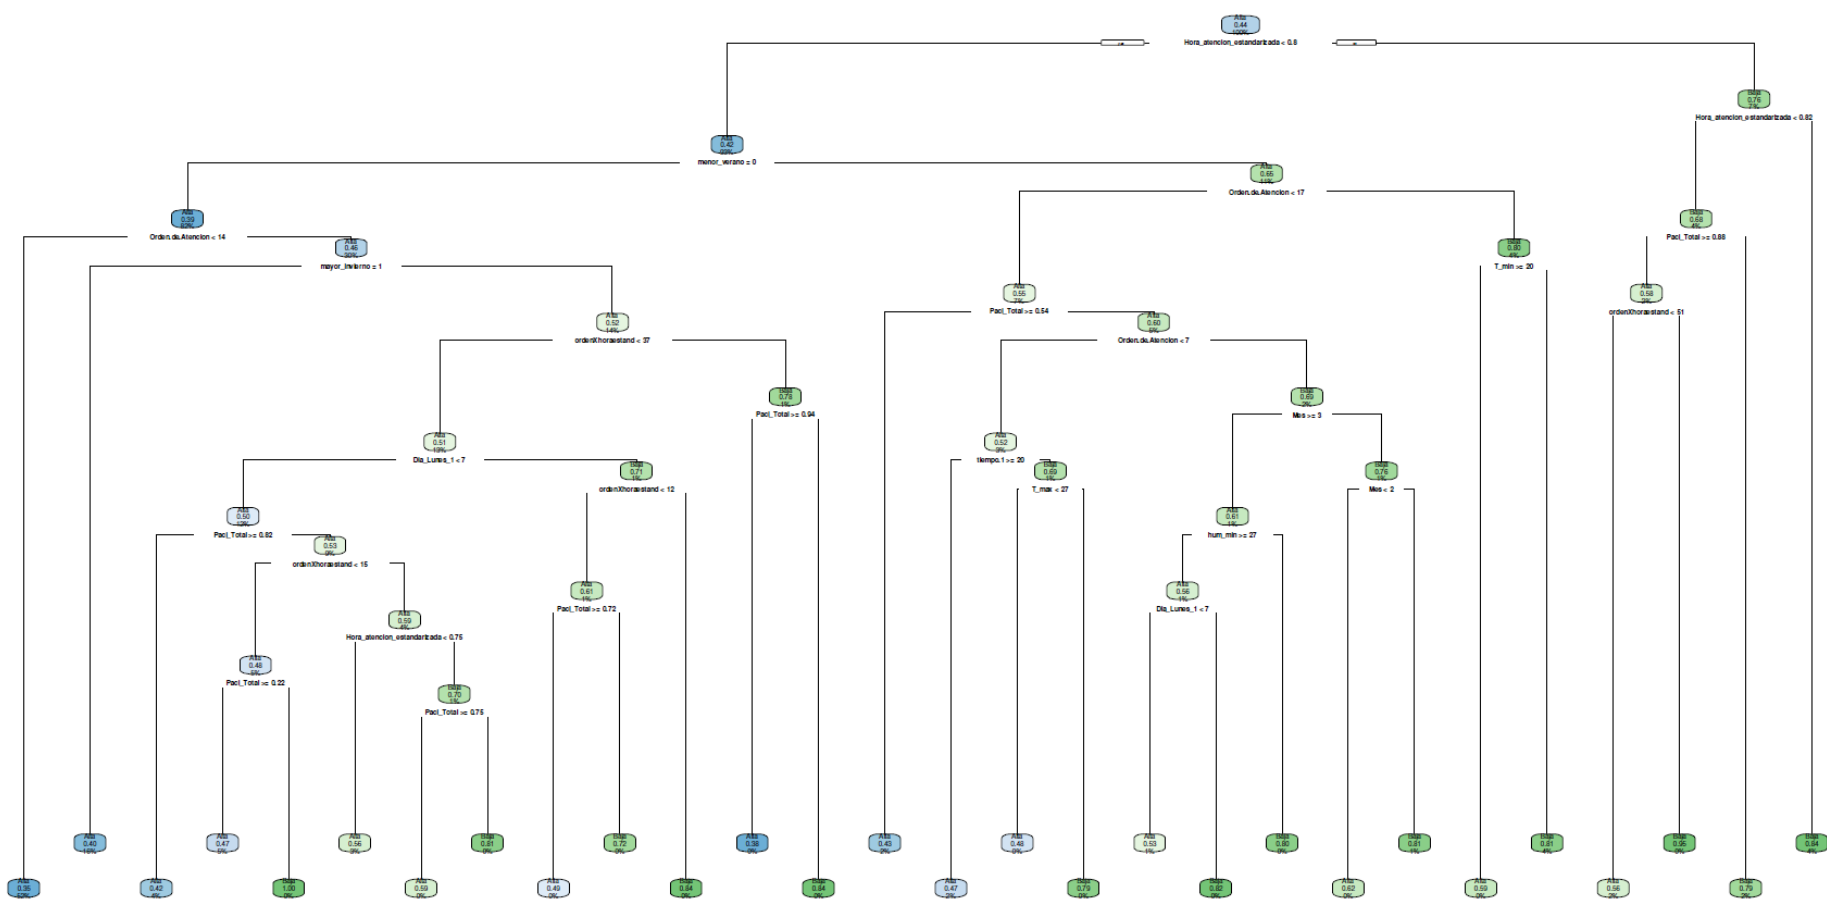 Alta
0.44
100%
Hora_atencion_estandarizada < 0.8
Baja
0.76
7%
Hora_atencion_estandarizada < 0.82
Alta
0.42
93%
menor_verano = 0
Alta
0.65
11%
Orden.de.Atencion < 17
Alta
0.39
82%
Orden.de.Atencion < 14
Baja
0.68
4%
Paci_Total >= 0.88
Alta
0.46
30%
mayor_invierno = 1
Baja
0.80
4%
T_min >= 20
Alta
0.55
7%
Paci_Total >= 0.54
Alta
0.58
2%
ordenXhoraestand < 51
Alta
0.52
14%
ordenXhoraestand < 37
Alta
0.60
5%
Orden.de.Atencion < 7
Baja
0.78
1%
Paci_Total >= 0.94
Baja
0.69
2%
Mes >= 3
Alta
0.51
13%
Dia_Lunes_1 < 7
Alta
0.52
3%
tiempo.1 >= 20
Baja
0.71
1%
ordenXhoraestand < 12
Baja
0.69
1%
T_max < 27
Baja
0.76
1%
Mes < 2
Alta
0.50
12%
Paci_Total >= 0.82
Alta
0.61
1%
hum_min >= 27
Alta
0.53
9%
ordenXhoraestand < 15
Alta
0.61
1%
Paci_Total >= 0.72
Alta
0.56
1%
Dia_Lunes_1 < 7
Alta
0.59
4%
Hora_atencion_estandarizada < 0.75
Alta
0.48
5%
Paci_Total >= 0.22
Baja
0.70
1%
Paci_Total >= 0.75
Alta
0.40
16%
Alta
0.47
5%
Alta
0.56
3%
Baja
0.81
0%
Baja
0.72
0%
Alta
0.38
0%
Alta
0.43
2%
Alta
0.48
0%
Alta
0.53
1%
Baja
0.80
0%
Baja
0.81
1%
Baja
0.81
4%
Baja
0.95
0%
Baja
0.84
4%
Alta
0.35
52%
Alta
0.42
4%
Baja
1.00
0%
Alta
0.59
0%
Alta
0.49
0%
Baja
0.84
0%
Baja
0.84
0%
Alta
0.47
2%
Baja
0.79
0%
Baja
0.82
0%
Alta
0.62
0%
Alta
0.59
0%
Alta
0.56
2%
Baja
0.79
2%